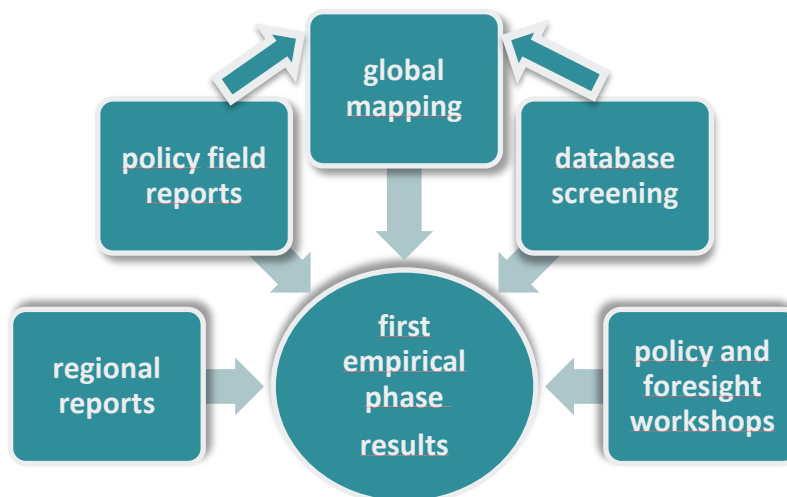 global
mapping
policy field
reports
database
screening
regional
reports
first
empirical
phase
results
policy and
foresight
workshops